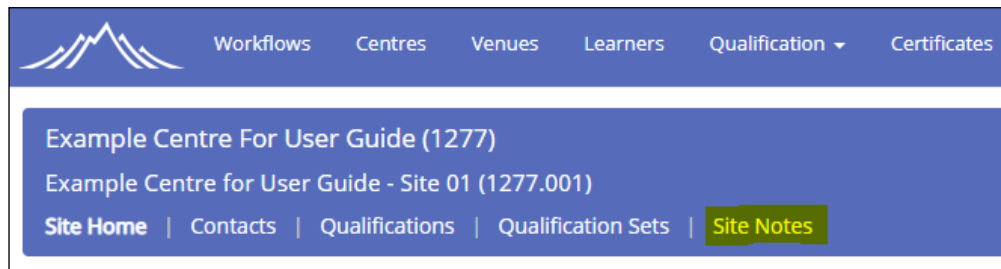 Workflows Centres Venues Learners Qualification Certificates
Example Centre For User Guide (1277)
Example Centre for User Guide - Site 01 (1277.001)
Site Home | Contacts | Qualifications | Qualification Sets | Site Notes